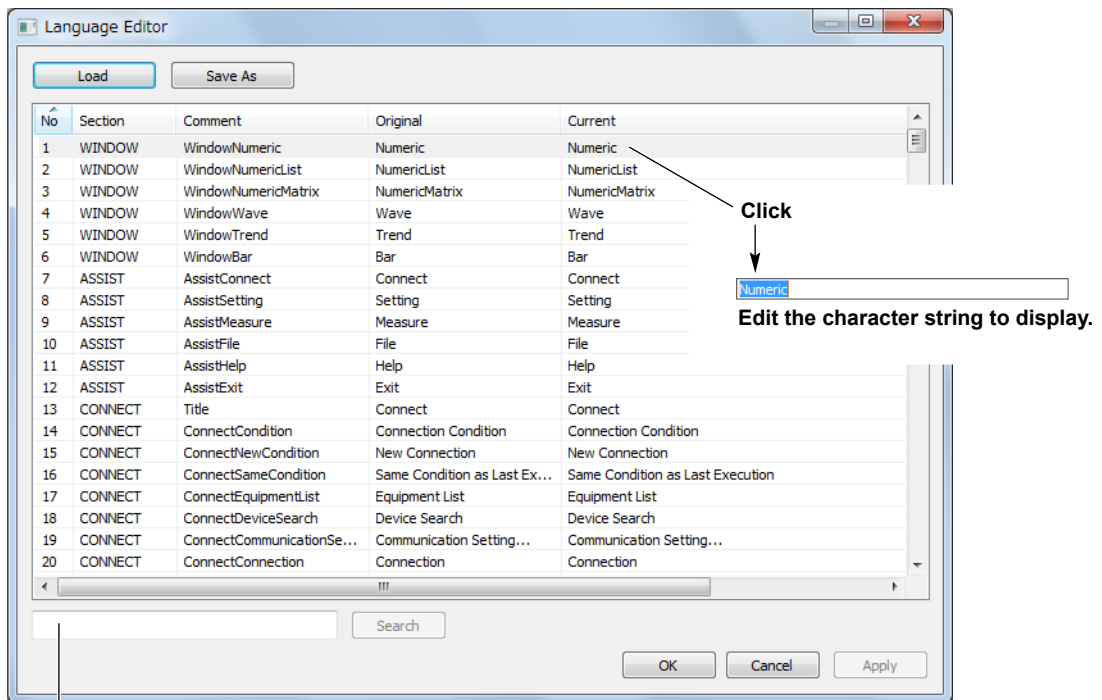 Language Editor
Load Save As
No Section Comment Original Current
1 WINDOW WindowNumeric Numeric Numeric
2 WINDOW WindowNumericList NumericList NumericList
3 WINDOW WindowNumericMatrix NumericMatrix NumericMatrix
4 WINDOW WindowWave Wave Wave
5 WINDOW WindowTrend Trend Trend
6 WINDOW WindowBar Bar Bar
7 ASSIST AssistConnect Connect Connect
8 ASSIST AssistSetting Setting Setting
9 ASSIST AssistMeasure Measure Measure
10 ASSIST AssistFile File File
11 ASSIST AssistHelp Help Help
12 ASSIST AssistExit Exit Exit
13 CONNECT Title Connect Connect
14 CONNECT ConnectCondition Connection Condition Connection Condition
15 CONNECT ConnectNewCondition New Connection New Connection
16 CONNECT ConnectSameCondition Same Condition as Last Ex... Same Condition as Last Execution
17 CONNECT ConnectEquipmentList Equipment List Equipment List
18 CONNECT ConnectDeviceSearch Device Search Device Search
19 CONNECT ConnectCommunicationSe... Communication Setting... Communication Setting...
20 CONNECT ConnectConnection Connection Connection
Click
Numeric
Edit the character string to display.
Search
OK Cancel Apply